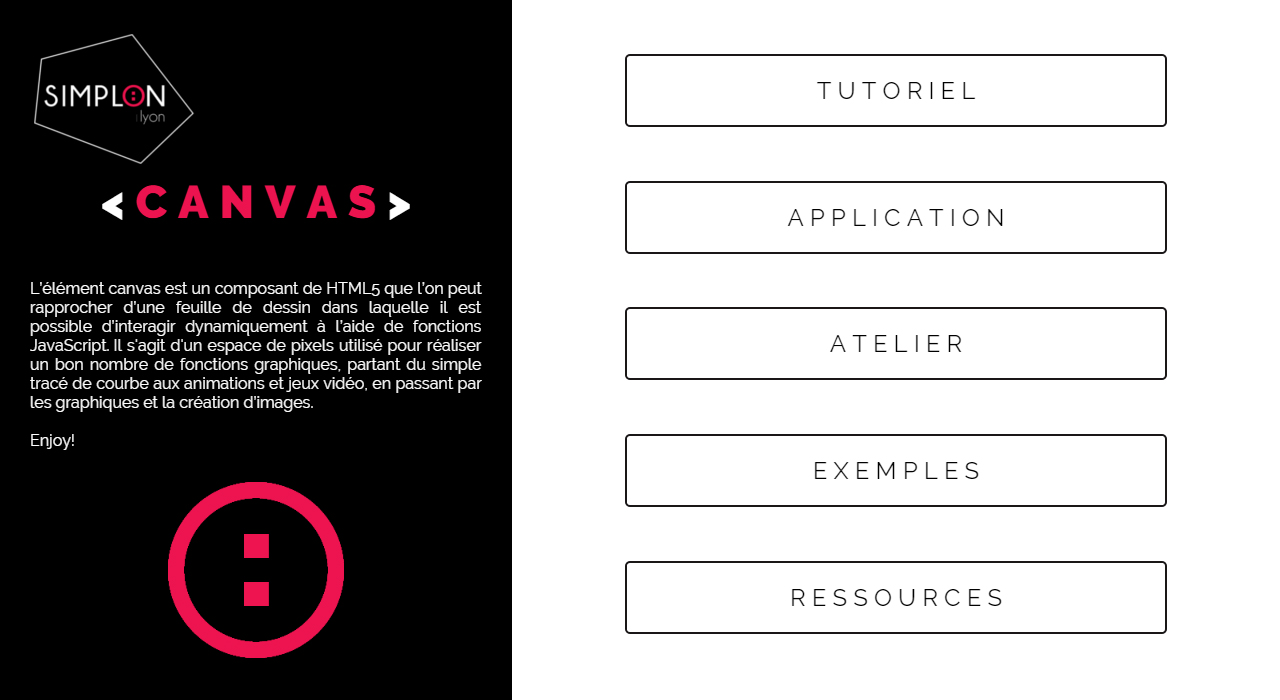 SIMPLON
lyon
<CANVAS>
L'élément canvas est un composant de HTML5 que l'on peut
rapprocher d'une feuille de dessin dans laquelle il est
possible d'interagir dynamiquement à l'aide de fonctions
JavaScript. Il s'agit d'un espace de pixels utilisé pour réaliser
un bon nombre de fonctions graphiques, partant du simple
tracé de courbe aux animations et jeux vidéo, en passant par
les graphiques et la création d'images.
Enjoy!
TUTORIEL
APPLICATION
ATELIER
EXEMPLES
RESSOURCES